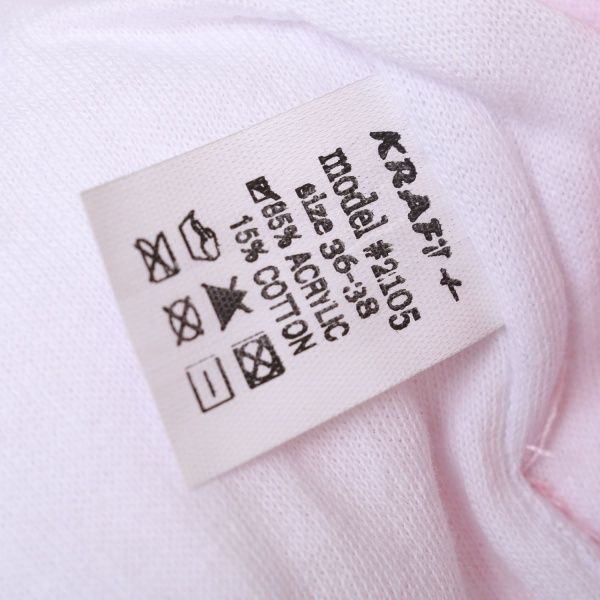 KRAFT +
model #2105
size 36-38
85% ACRYLIC
15% COTTON